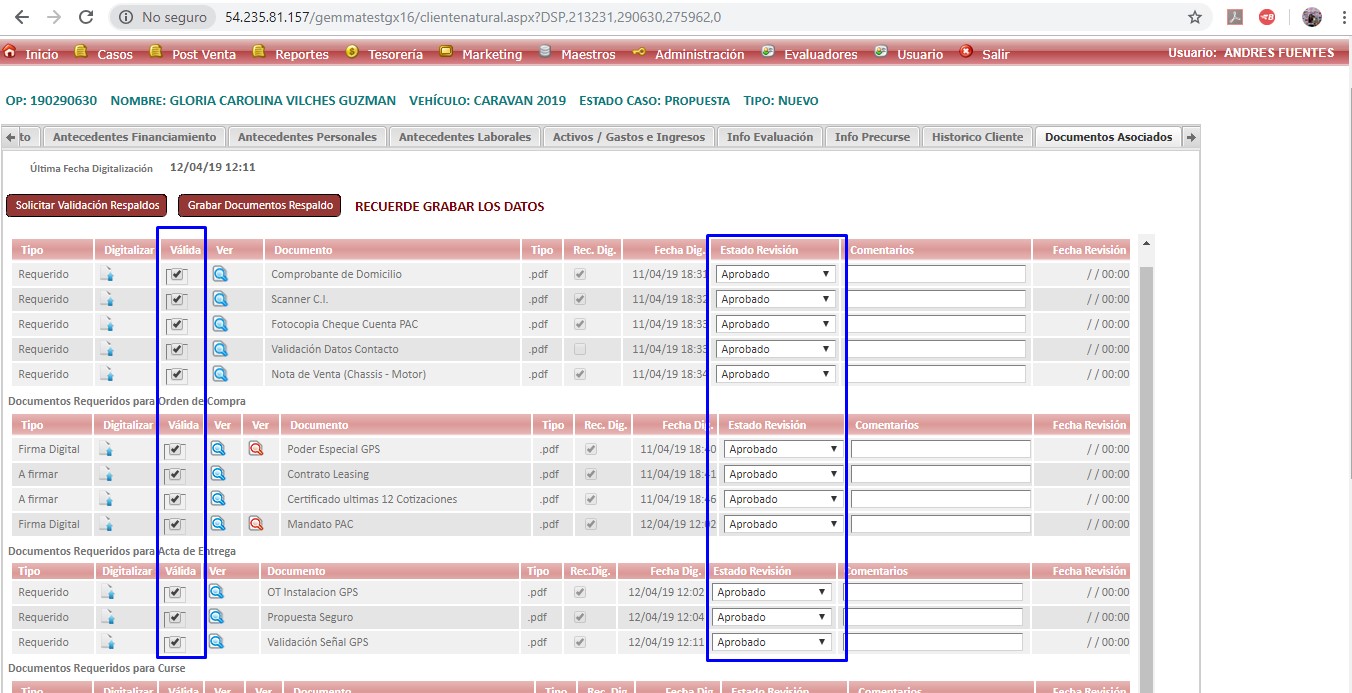 No seguro 54.235.81.157/gemmatestgx16/clientenatural.aspx?DSP,213231,290630,275962,0
Inicio Casos Post Venta Reportes Tesorería Marketing Maestros Administración Evaluadores Usuario Salir Usuario: ANDRES FUENTES
OP: 190290630 NOMBRE: GLORIA CAROLINA VILCHES GUZMAN VEHÍCULO: CARAVAN 2019 ESTADO CASO: PROPUESTA TIPO: NUEVO
to Antecedentes Financiamiento Antecedentes Personales Antecedentes Laborales Activos / Gastos e Ingresos Info Evaluación Info Precurse Historico Cliente Documentos Asociados
Última Fecha Digitalización 12/04/19 12:11
Solicitar Validación Respaldos Grabar Documentos Respaldo RECUERDE GRABAR LOS DATOS
Tipo Digitalizar Válida Ver Documento Tipo Rec. Dig. Fecha Dig. Estado Revisión Comentarios Fecha Revisión
Requerido Comprobante de Domicilio .pdf 11/04/19 18:31 Aprobado / / 00:00
Requerido Scanner C.I. .pdf 11/04/19 18:32 Aprobado / / 00:00
Requerido Fotocopia Cheque Cuenta PAC .pdf 11/04/19 18:33 Aprobado / / 00:00
Requerido Validación Datos Contacto .pdf 11/04/19 18:33 Aprobado / / 00:00
Requerido Nota de Venta (Chassis - Motor) .pdf 11/04/19 18:34 Aprobado / / 00:00
Documentos Requeridos para Orden de Compra
Tipo Digitalizar Válida Ver Ver Documento Tipo Rec. Dig. Fecha Dig. Estado Revisión Comentarios Fecha Revisión
Firma Digital Poder Especial GPS .pdf 11/04/19 18:40 Aprobado / / 00:00
A firmar Contrato Leasing .pdf 11/04/19 18:41 Aprobado / / 00:00
A firmar Certificado ultimas 12 Cotizaciones .pdf 11/04/19 18:46 Aprobado / / 00:00
Firma Digital Mandato PAC .pdf 12/04/19 12:02 Aprobado / / 00:00
Documentos Requeridos para Acta de Entrega
Tipo Digitalizar Válida Ver Documento Tipo Rec.Dig. Fecha Dig. Estado Revisión Comentarios Fecha Revisión
Requerido OT Instalacion GPS .pdf 12/04/19 12:02 Aprobado / / 00:00
Requerido Propuesta Seguro .pdf 12/04/19 12:04 Aprobado / / 00:00
Requerido Validación Señal GPS .pdf 12/04/19 12:11 Aprobado / / 00:00
Documentos Requeridos para Curse
Tipo Digitalizar Válida Ver Ver Documento Tipo Rec. Dig. Fecha Dig. Estado Revisión Comentarios Fecha Revisión